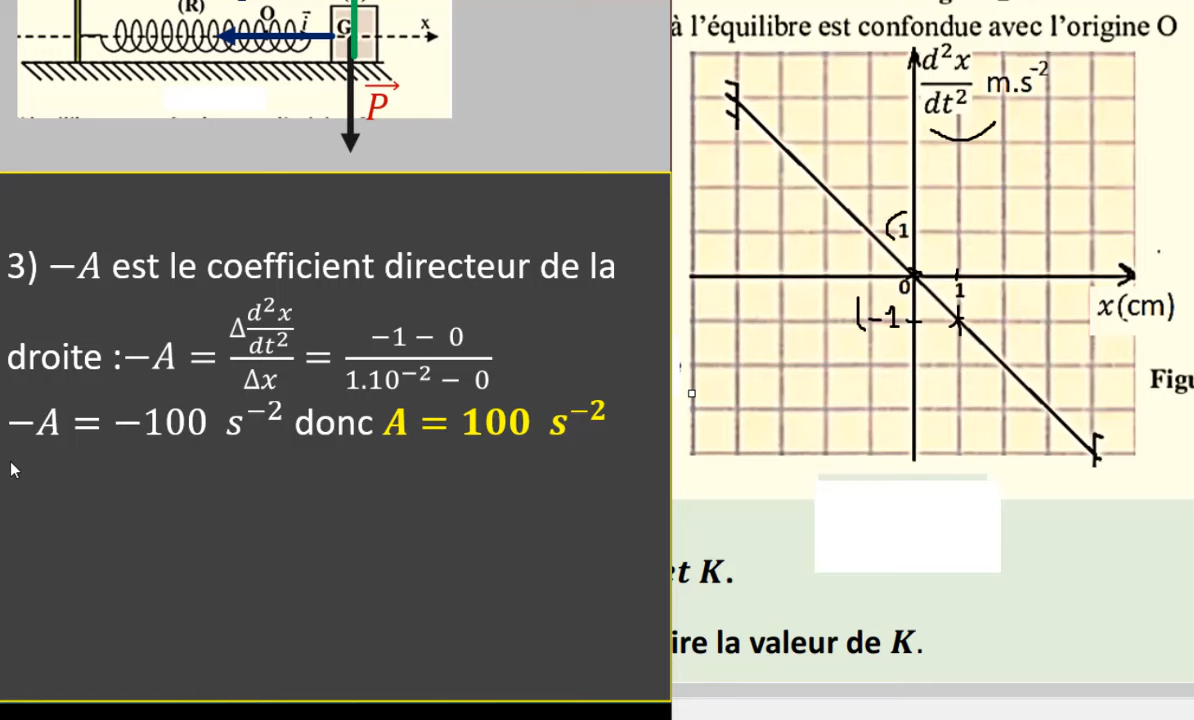 (R)
O
i
G
x
P
3) −A est le coefficient directeur de la
droite :−A = Δ d²x/dt² / Δx = −1 − 0 / 1.10⁻² − 0
−A = −100 s⁻² donc A = 100 s⁻²
à l'équilibre est confondue avec l'origine O
d²x/dt² m.s⁻²
1
0
1
-1
x(cm)
Figu
et K.
ire la valeur de K.